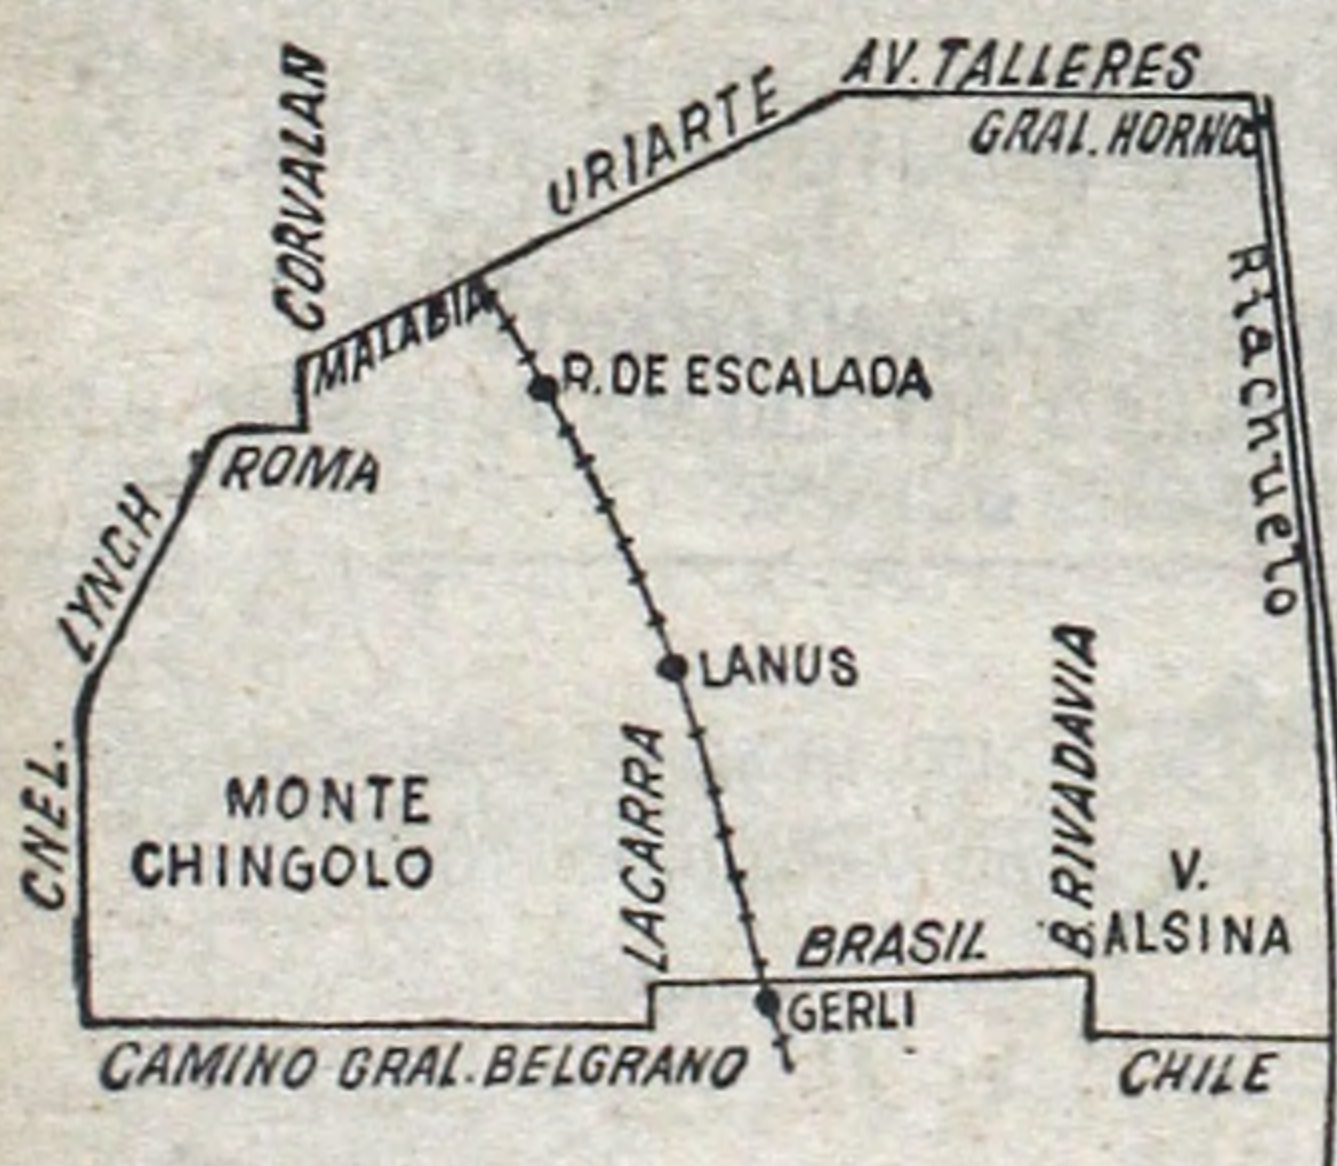 AV. TALLERES
GRAL. HORNOS
URIARTE
CORVALAN
MALABIA
R. DE ESCALADA
ROMA
Riachuelo
LYNCH
LANUS
CNEL.
MONTE
CHINGOLO
LACARRA
B. RIVADAVIA
V.
ALSINA
BRASIL
GERLI
CAMINO GRAL. BELGRANO
CHILE